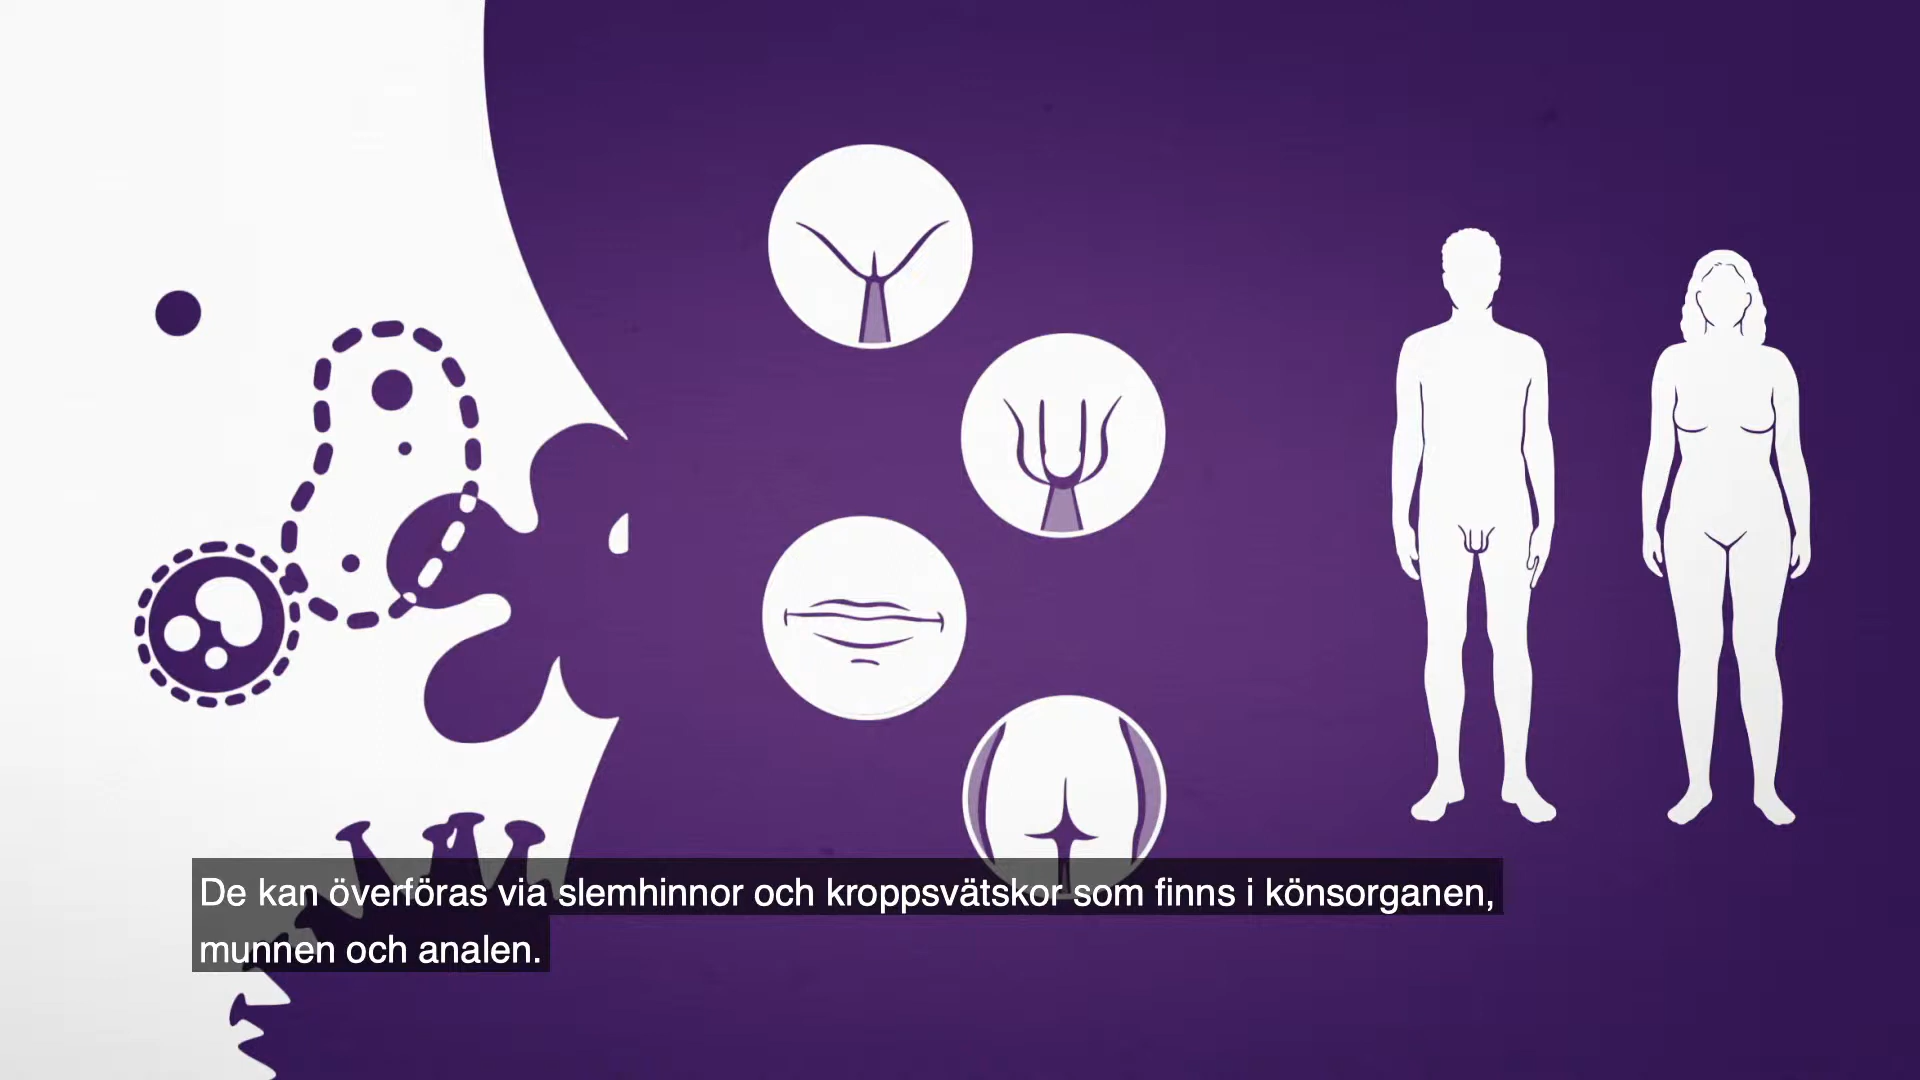 De kan överföras via slemhinnor och kroppsvätskor som finns i könsorganen,
munnen och analen.